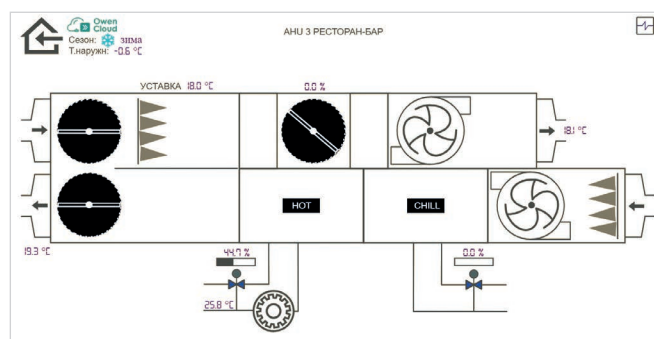 Owen
Cloud
AHU 3 РЕСТОРАН-БАР
Сезон: зима
Т.наружн: -0.6 °C
УСТАВКА 18.0 °C
0.0 %
18.1 °C
HOT
CHILL
19.3 °C
44.7 %
0.0 %
25.8 °C